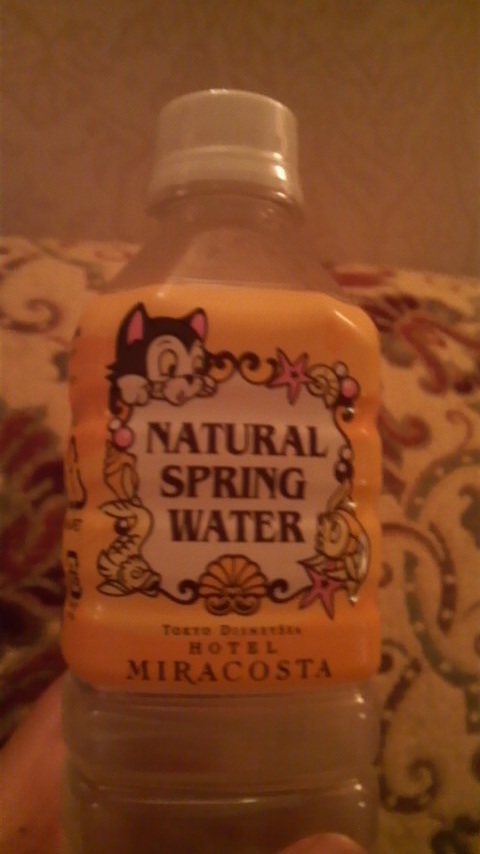 NATURAL
SPRING
WATER
TOKYO DISNEYSEA
HOTEL
MIRACOSTA